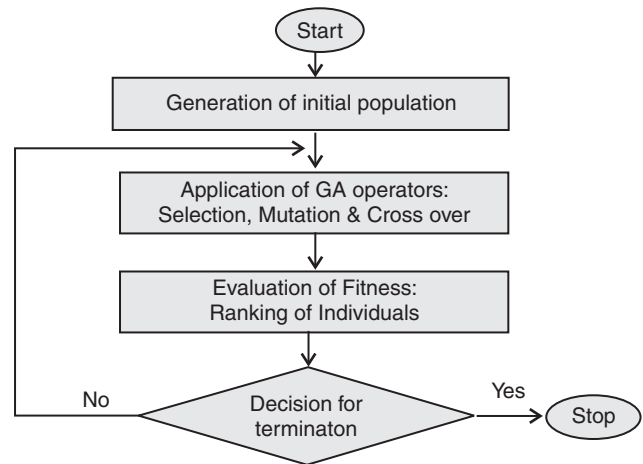 Start
Generation of initial population
Application of GA operators:
Selection, Mutation & Cross over
Evaluation of Fitness:
Ranking of Individuals
Decision for
terminaton
No
Yes
Stop